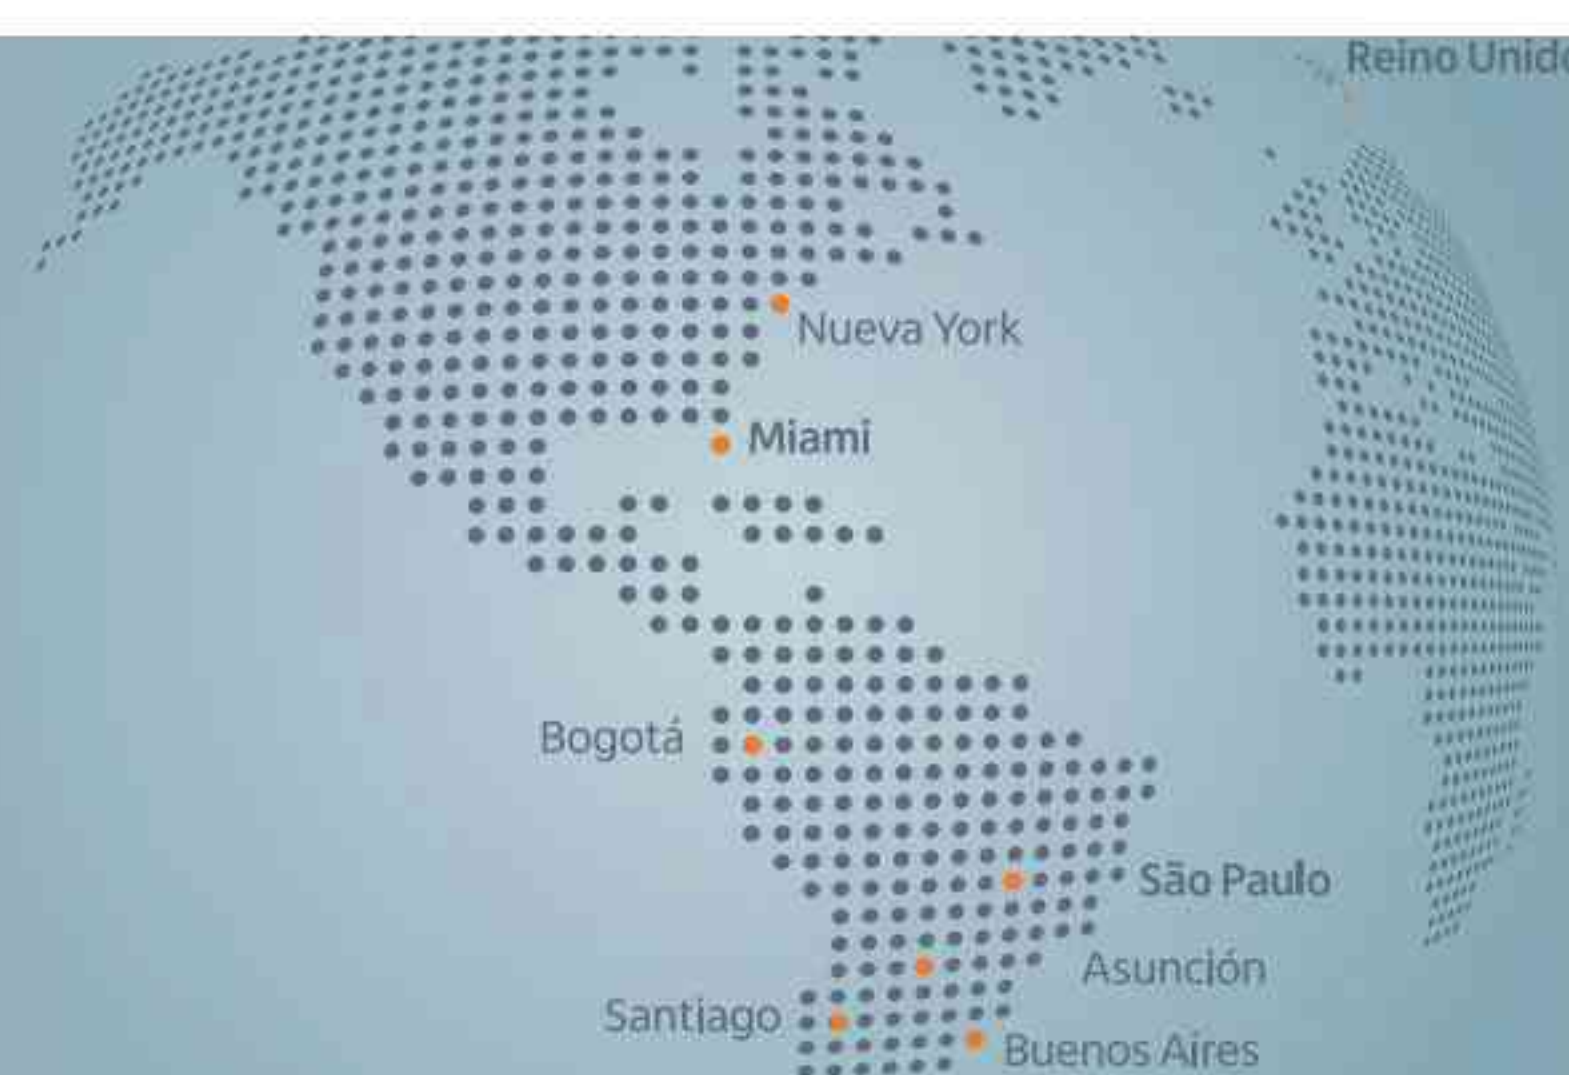 Reino Unido
Nueva York
Miami
Bogotá
São Paulo
Asunción
Santiago
Buenos Aires